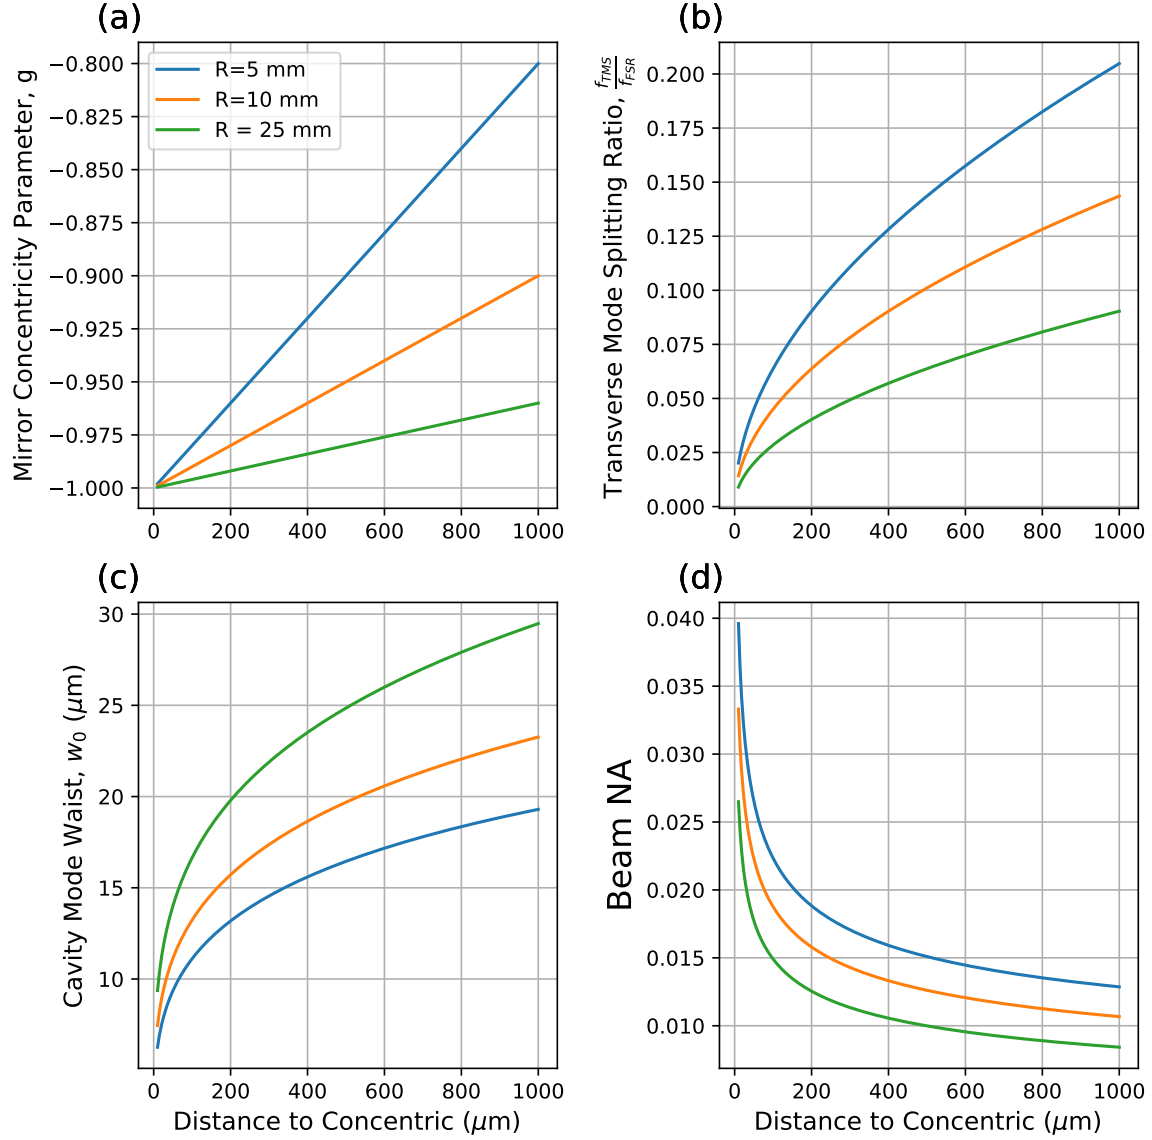 (a)
Mirror Concentricity Parameter, g
−0.800
−0.825
−0.850
−0.875
−0.900
−0.925
−0.950
−0.975
−1.000
R=5 mm
R=10 mm
R = 25 mm
0 200 400 600 800 1000
(b)
Transverse Mode Splitting Ratio, f_TMS/f_FSR
0.200
0.175
0.150
0.125
0.100
0.075
0.050
0.025
0.000
0 200 400 600 800 1000
(c)
Cavity Mode Waist, w₀ (μm)
30
25
20
15
10
0 200 400 600 800 1000
Distance to Concentric (μm)
(d)
Beam NA
0.040
0.035
0.030
0.025
0.020
0.015
0.010
0 200 400 600 800 1000
Distance to Concentric (μm)